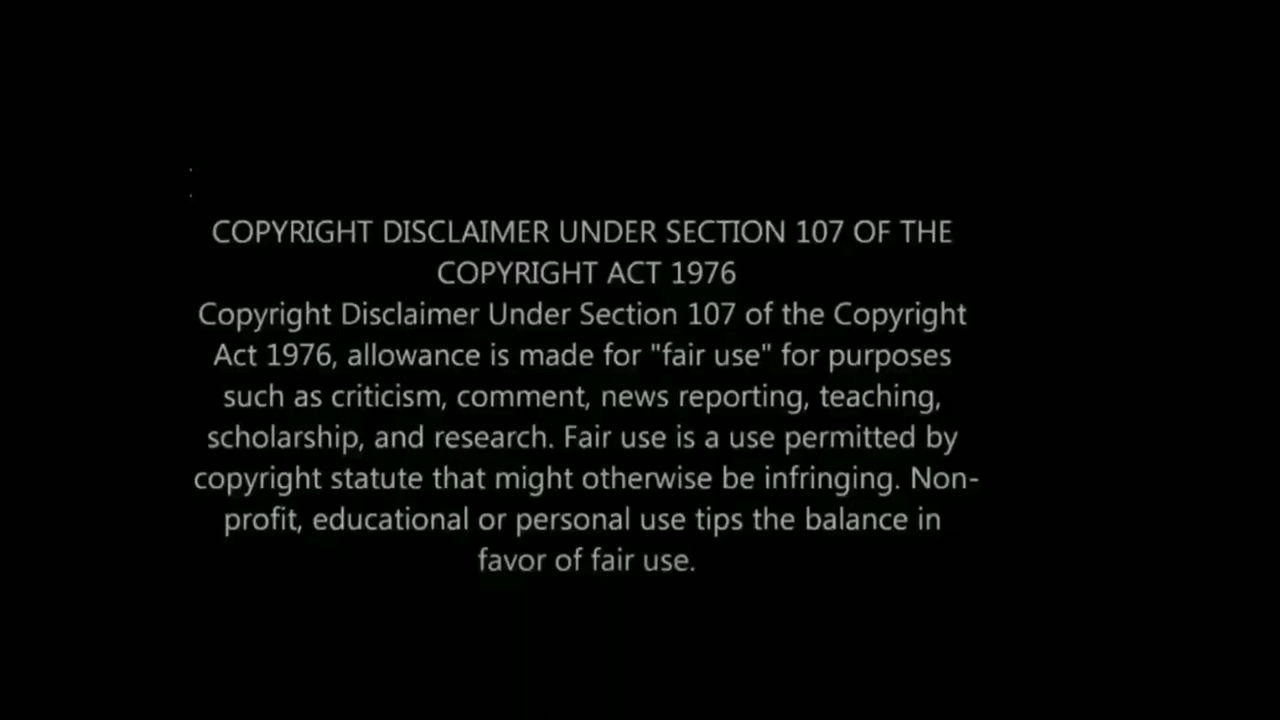 COPYRIGHT DISCLAIMER UNDER SECTION 107 OF THE
COPYRIGHT ACT 1976
Copyright Disclaimer Under Section 107 of the Copyright
Act 1976, allowance is made for "fair use" for purposes
such as criticism, comment, news reporting, teaching,
scholarship, and research. Fair use is a use permitted by
copyright statute that might otherwise be infringing. Non-
profit, educational or personal use tips the balance in
favor of fair use.